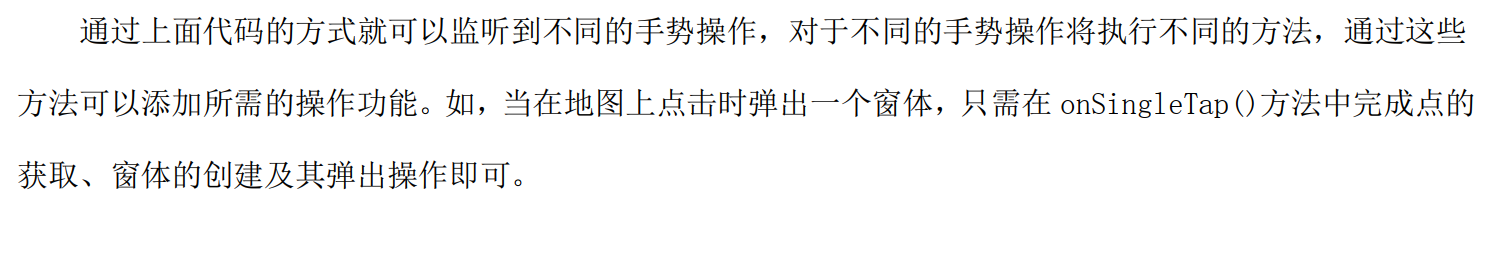 通过上面代码的方式就可以监听到不同的手势操作，对于不同的手势操作将执行不同的方法，通过这些
方法可以添加所需的操作功能。如，当在地图上点击时弹出一个窗体，只需在 onSingleTap()方法中完成点的
获取、窗体的创建及其弹出操作即可。